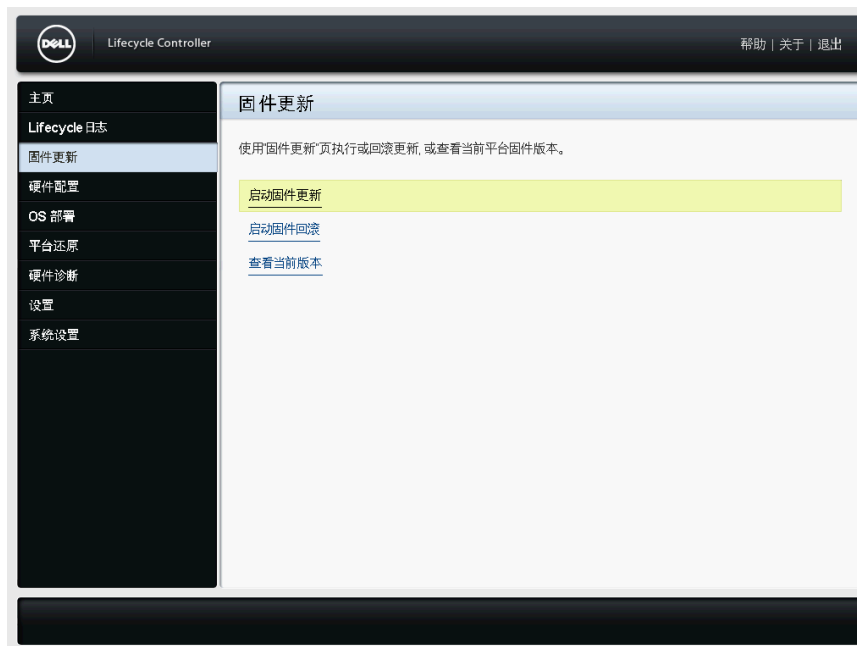 DELL
Lifecycle Controller
帮助 | 关于 | 退出
主页
Lifecycle 日志
固件更新
硬件配置
OS 部署
平台还原
硬件诊断
设置
系统设置
固件更新
使用“固件更新”页执行或回滚更新, 或查看当前平台固件版本。
启动固件更新
启动固件回滚
查看当前版本